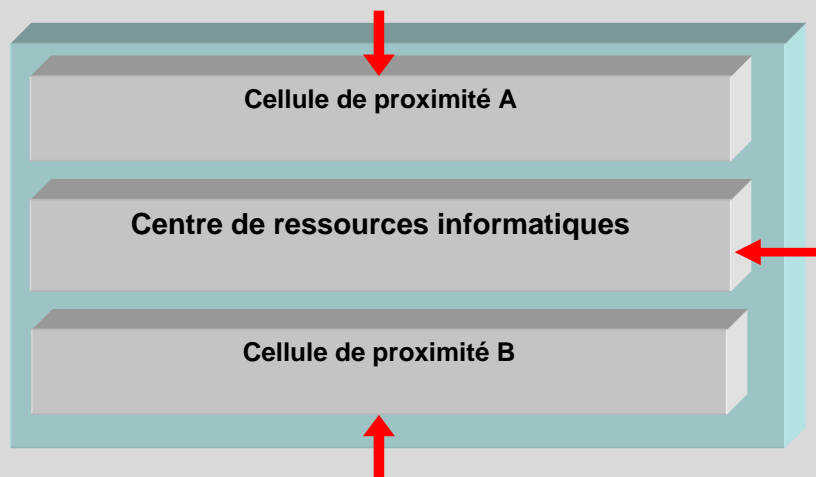 Cellule de proximité A
Centre de ressources informatiques
Cellule de proximité B